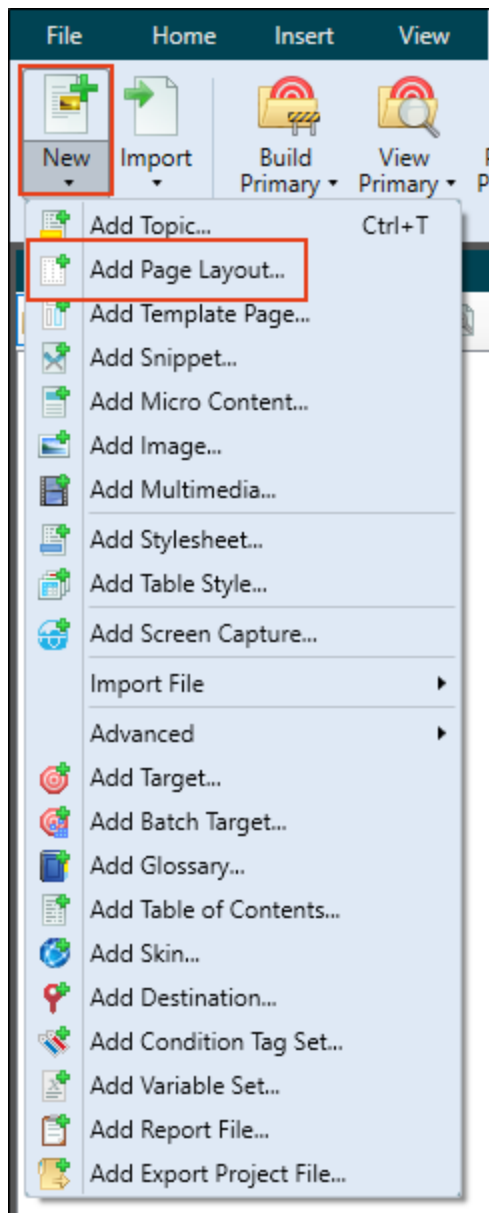 File Home Insert View
New Import Build Primary View Primary
Add Topic... Ctrl+T
Add Page Layout...
Add Template Page...
Add Snippet...
Add Micro Content...
Add Image...
Add Multimedia...
Add Stylesheet...
Add Table Style...
Add Screen Capture...
Import File
Advanced
Add Target...
Add Batch Target...
Add Glossary...
Add Table of Contents...
Add Skin...
Add Destination...
Add Condition Tag Set...
Add Variable Set...
Add Report File...
Add Export Project File...